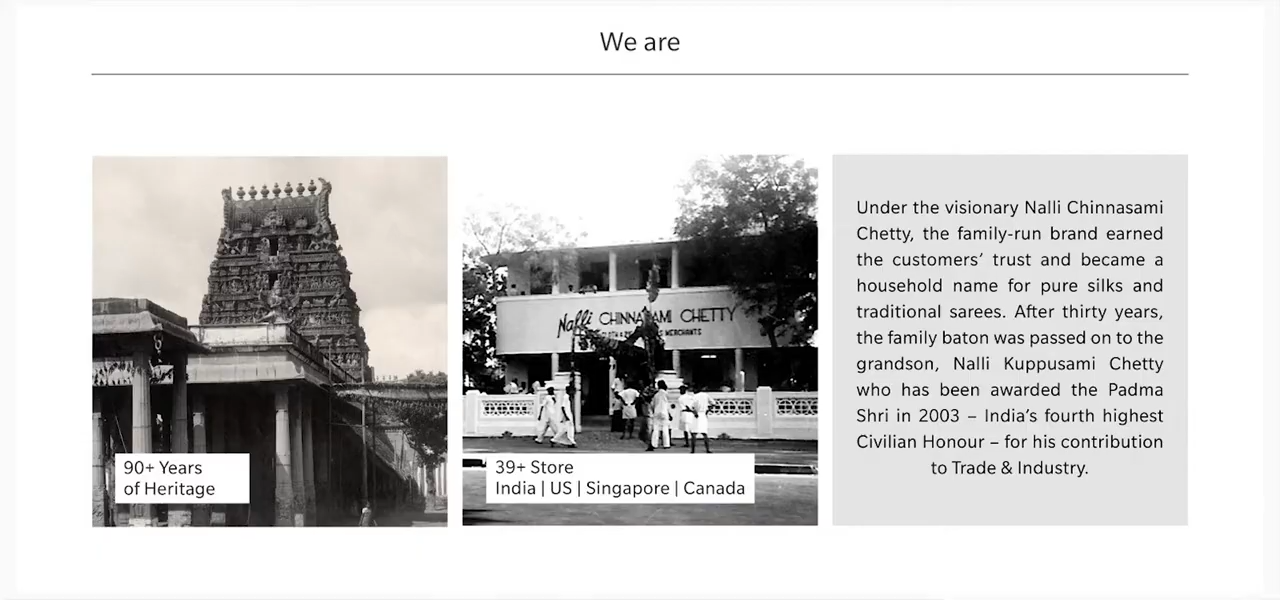 We are
90+ Years
of Heritage
Nalli CHINNASAMI CHETTY
MERCHANTS
39+ Store
India | US | Singapore | Canada
Under the visionary Nalli Chinnasami
Chetty, the family-run brand earned
the customers’ trust and became a
household name for pure silks and
traditional sarees. After thirty years,
the family baton was passed on to the
grandson, Nalli Kuppusami Chetty
who has been awarded the Padma
Shri in 2003 – India’s fourth highest
Civilian Honour – for his contribution
to Trade & Industry.